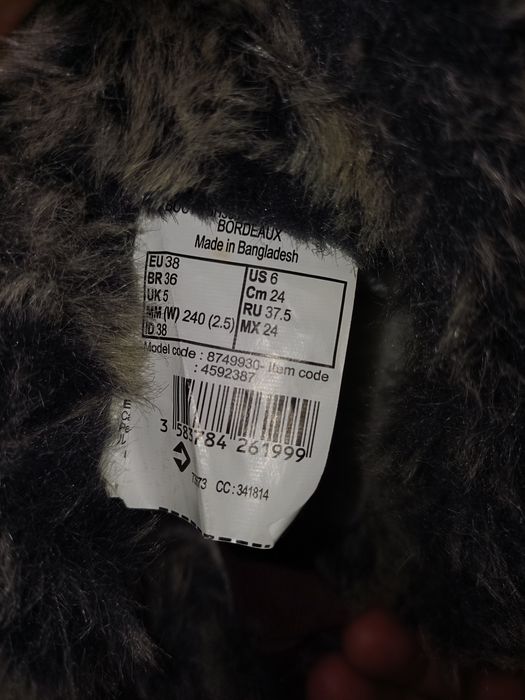 BORDEAUX
Made in Bangladesh
EU 38
BR 36
UK 5
MM (W) 240 (2.5)
ID 38
US 6
Cm 24
RU 37.5
MX 24
Model code : 8749930- Item code
: 4592387
3 583784 261999
CC : 341814